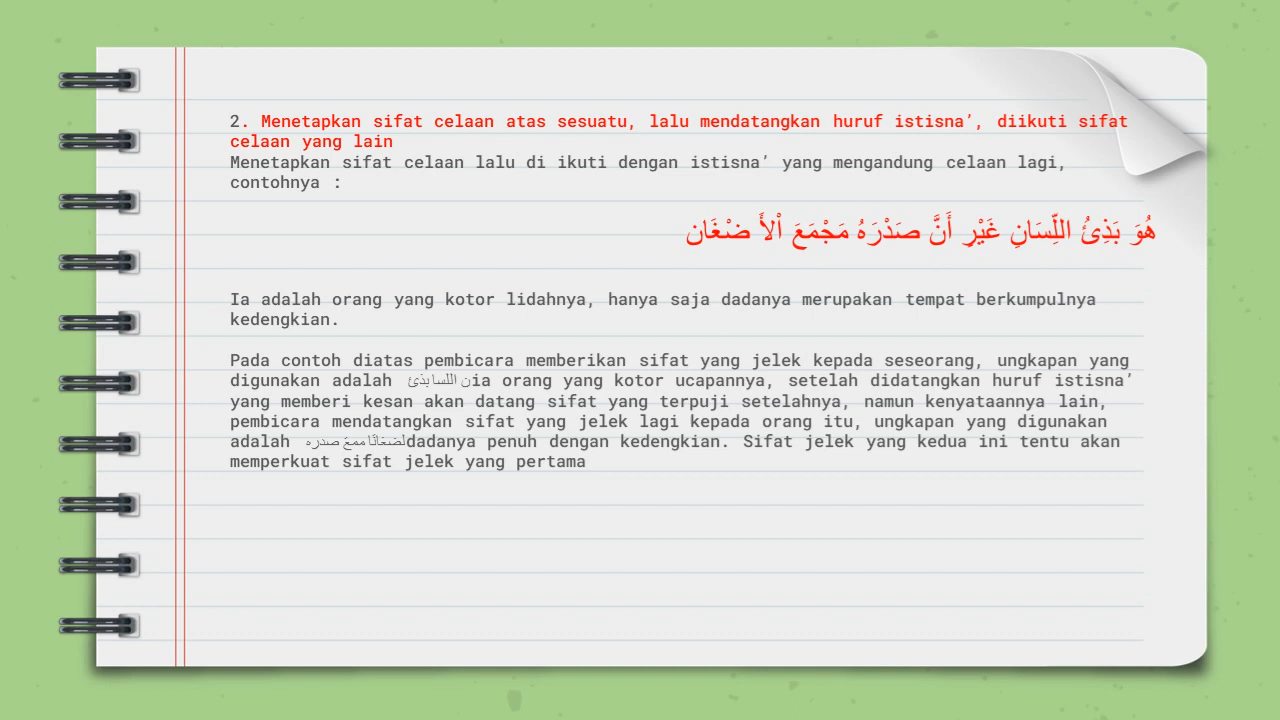 2. Menetapkan sifat celaan atas sesuatu, lalu mendatangkan huruf istisna’, diikuti sifat
celaan yang lain
Menetapkan sifat celaan lalu di ikuti dengan istisna’ yang mengandung celaan lagi,
contohnya :
هُوَ بَذِئُ اللِّسَانِ غَيْرِ أَنَّ صَدْرَهُ مَجْمَعَ اْلأَ ضْغَان
Ia adalah orang yang kotor lidahnya, hanya saja dadanya merupakan tempat berkumpulnya
kedengkian.
Pada contoh diatas pembicara memberikan sifat yang jelek kepada seseorang, ungkapan yang
digunakan adalah ن اللسابذئ ia orang yang kotor ucapannya, setelah didatangkan huruf istisna’
yang memberi kesan akan datang sifat yang terpuji setelahnya, namun kenyataannya lain,
pembicara mendatangkan sifat yang jelek lagi kepada orang itu, ungkapan yang digunakan
adalah صدره dadanya penuh dengan kedengkian. Sifat jelek yang kedua ini tentu akan
memperkuat sifat jelek yang pertama